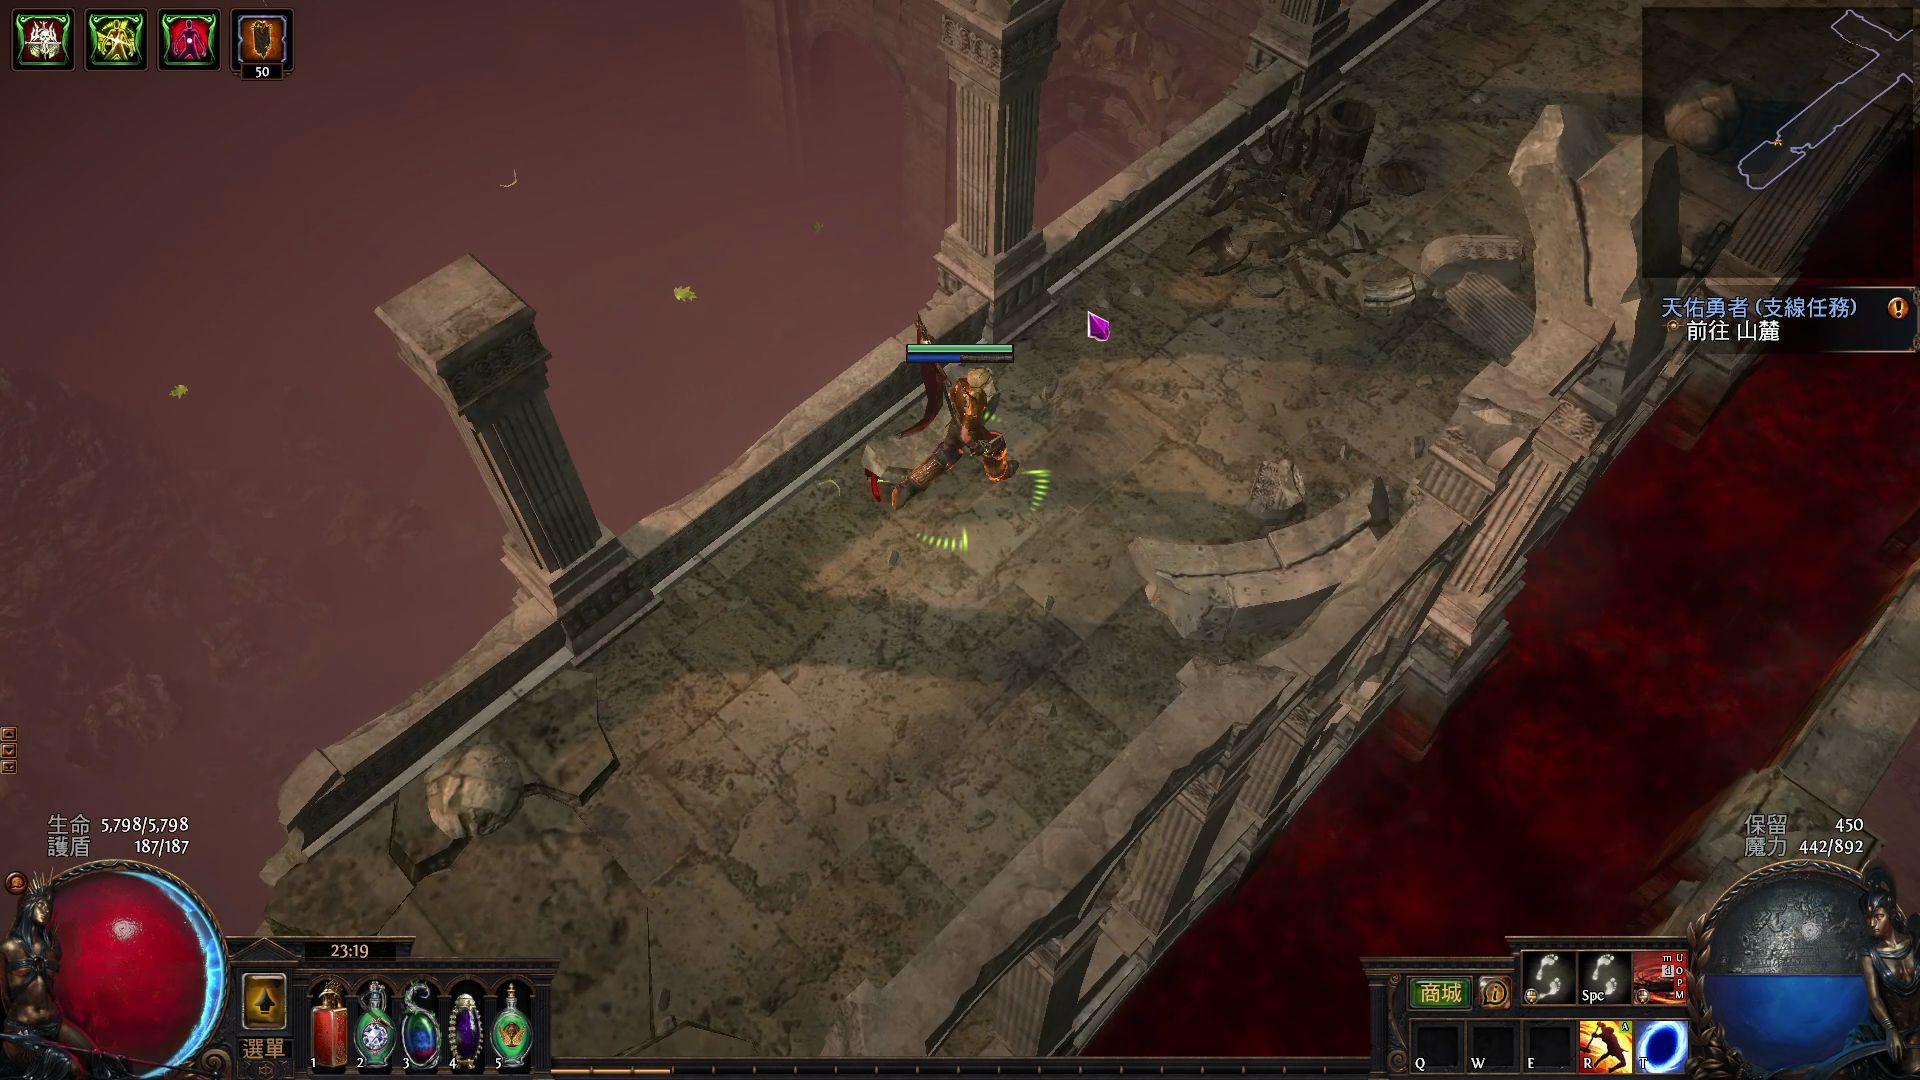 50
天佑勇者 (支線任務)
前往 山麓
生命 5,798/5,798
護盾 187/187
保留 450
魔力 442/892
23:19
選單
1
2
3
4
5
商城
Spc
m U
d O
P
M
Q
W
E
R
A
T